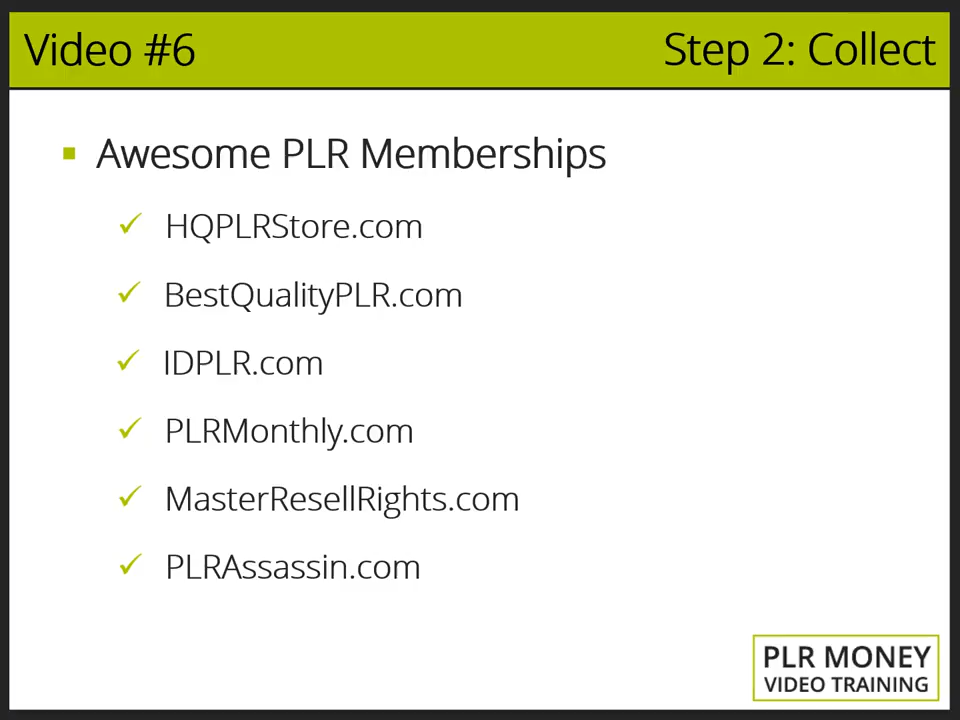 Video #6
Step 2: Collect
Awesome PLR Memberships
HQPLRStore.com
BestQualityPLR.com
IDPLR.com
PLRMonthly.com
MasterResellRights.com
PLRAssassin.com
PLR MONEY
VIDEO TRAINING